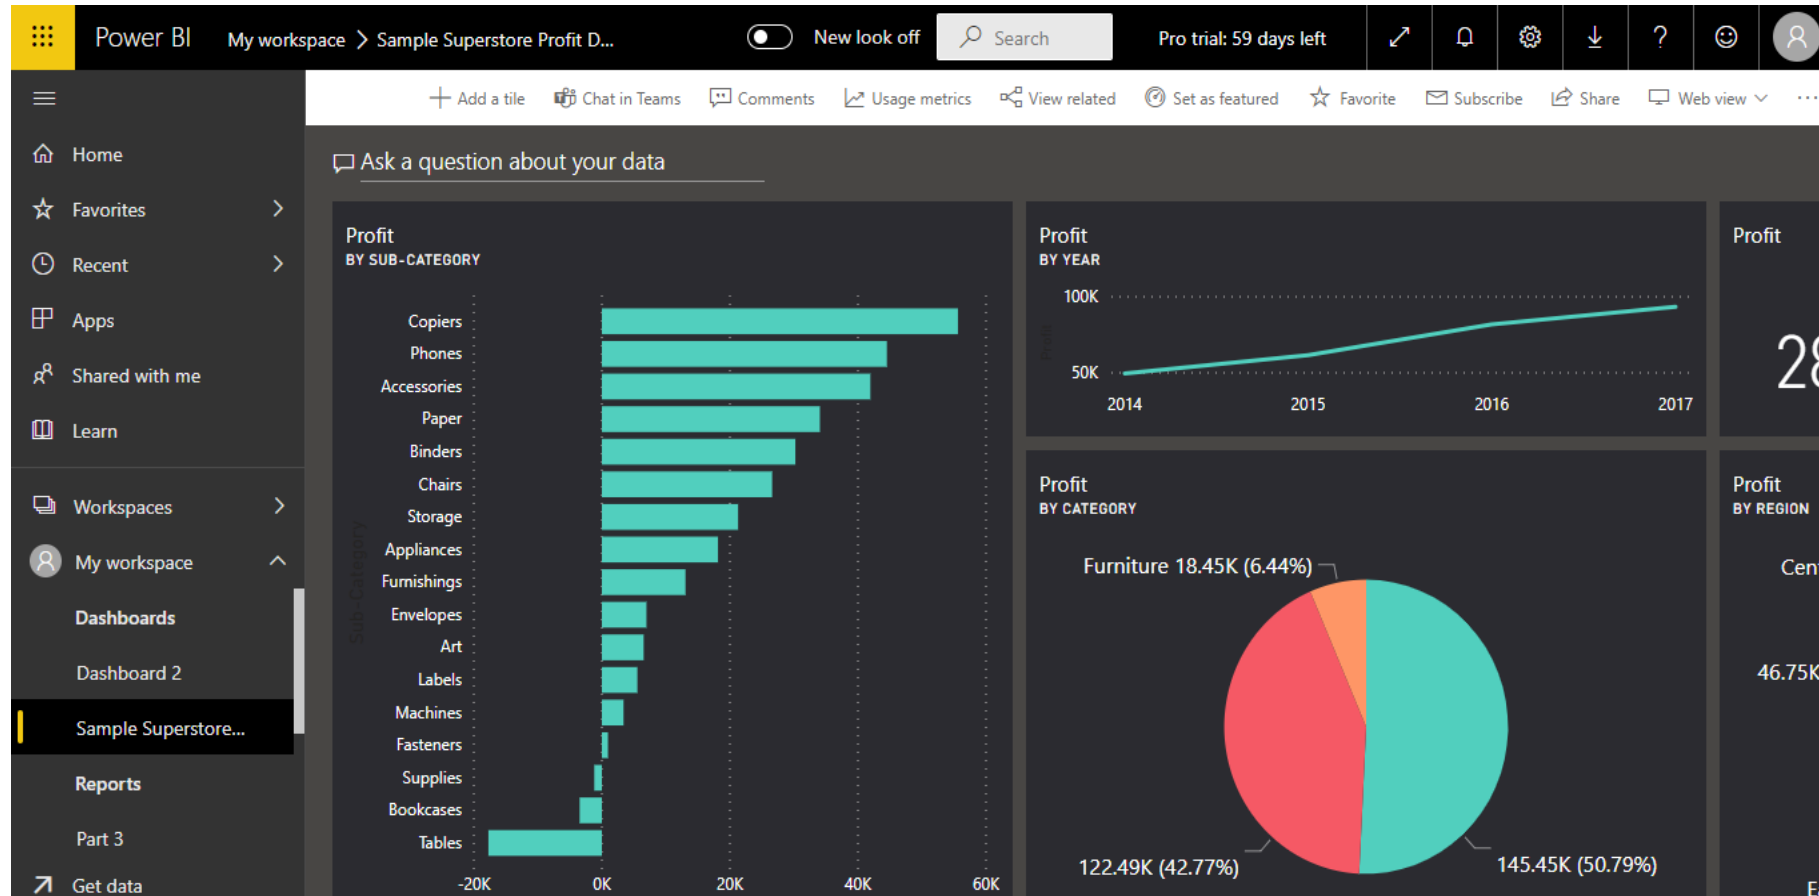 Power BI
My workspace > Sample Superstore Profit D...
New look off
Search
Pro trial: 59 days left
?
Add a tile
Chat in Teams
Comments
Usage metrics
View related
Set as featured
Favorite
Subscribe
Share
Web view
...
Home
Favorites
Recent
Apps
Shared with me
Learn
Workspaces
My workspace
Dashboards
Dashboard 2
Sample Superstore...
Reports
Part 3
Get data
Ask a question about your data
Profit
BY SUB-CATEGORY
Sub-Category
Copiers
Phones
Accessories
Paper
Binders
Chairs
Storage
Appliances
Furnishings
Envelopes
Art
Labels
Machines
Fasteners
Supplies
Bookcases
Tables
-20K 0K 20K 40K 60K
Profit
BY YEAR
Profit
100K
50K
2014 2015 2016 2017
Profit
BY CATEGORY
Furniture 18.45K (6.44%)
122.49K (42.77%)
145.45K (50.79%)
Profit
Profit
BY REGION
Cen
46.75K